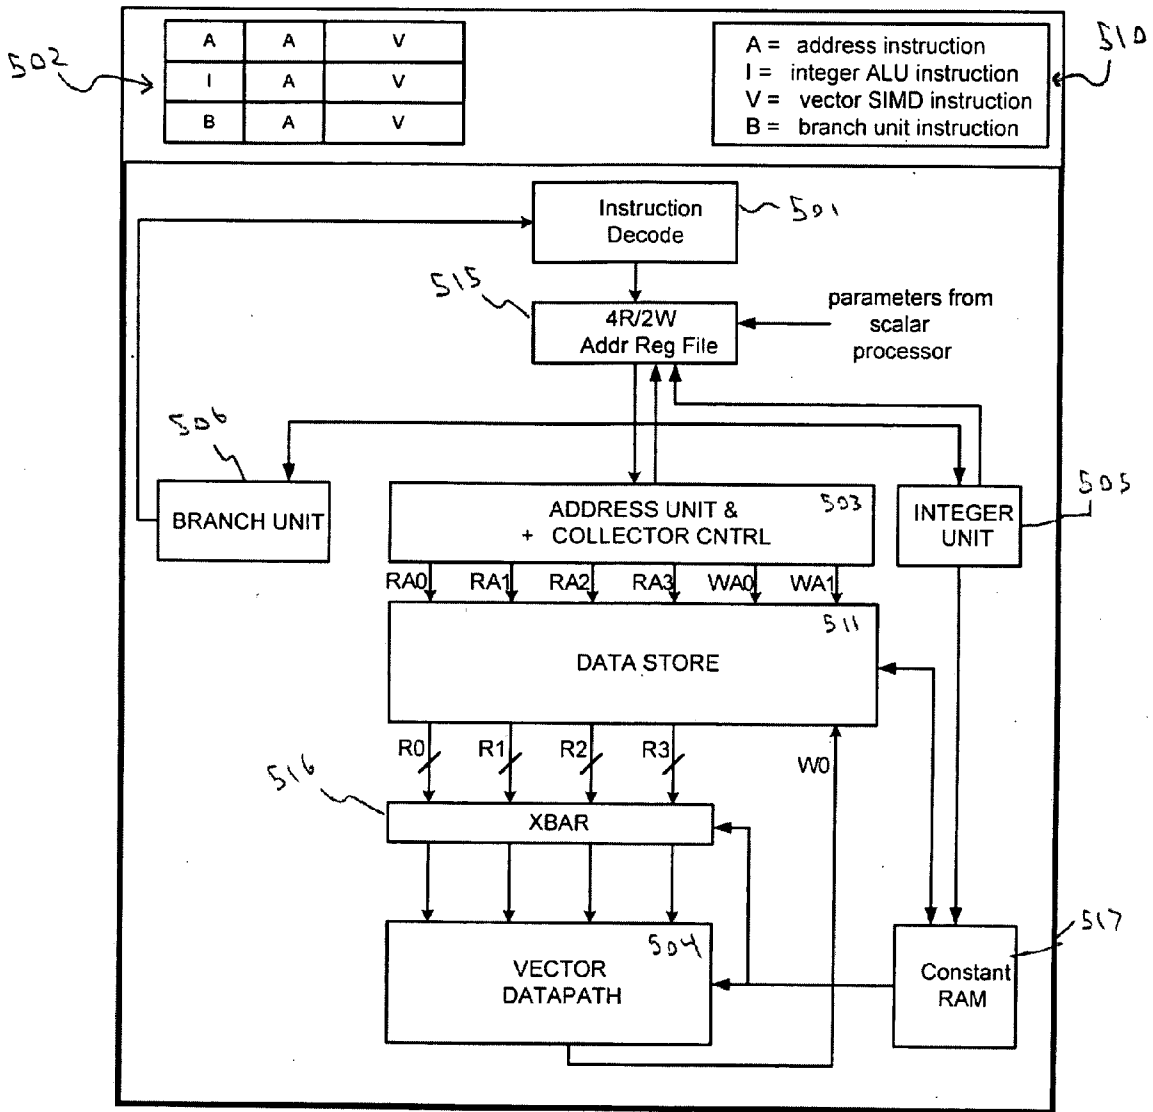 502
A A V
I A V
B A V
A = address instruction
I = integer ALU instruction
V = vector SIMD instruction
B = branch unit instruction
510
Instruction
Decode
501
515
4R/2W
Addr Reg File
parameters from
scalar
processor
506
BRANCH UNIT
ADDRESS UNIT &
+ COLLECTOR CNTRL
503
INTEGER
UNIT
505
RA0 RA1 RA2 RA3 WA0 WA1
511
DATA STORE
R0 R1 R2 R3 W0
516
XBAR
504
VECTOR
DATAPATH
517
Constant
RAM